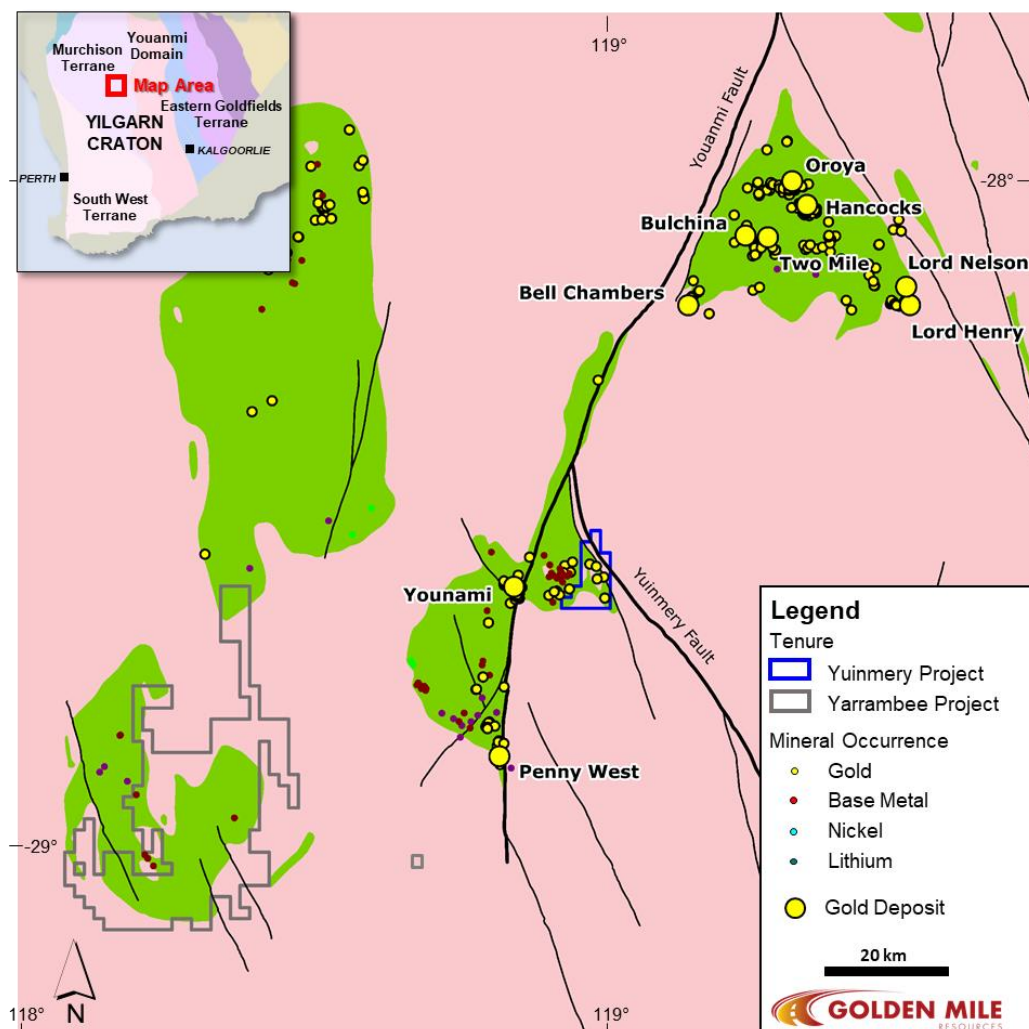 119°
Murchison
Terrane
Youanmi
Domain
Map Area
Eastern Goldfields
Terrane
YILGARN
CRATON
KALGOORLIE
PERTH
South West
Terrane
Youanmi Fault
-28°
Oroya
Hancocks
Bulchina
Two Mile
Lord Nelson
Bell Chambers
Lord Henry
Younami
Yuinmery Fault
Penny West
-29°
Legend
Tenure
Yuinmery Project
Yarrambee Project
Mineral Occurrence
Gold
Base Metal
Nickel
Lithium
Gold Deposit
20 km
N
118°
119°
GOLDEN MILE
RESOURCES